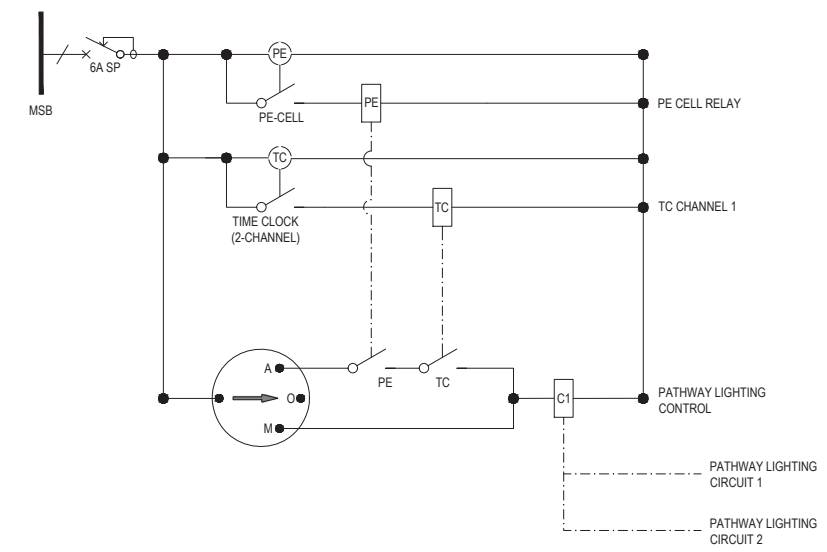 MSB
6A SP
PE
PE-CELL
PE
PE CELL RELAY
TC
TIME CLOCK
(2-CHANNEL)
TC
TC CHANNEL 1
A
O
M
PE
TC
C1
PATHWAY LIGHTING
CONTROL
PATHWAY LIGHTING
CIRCUIT 1
PATHWAY LIGHTING
CIRCUIT 2